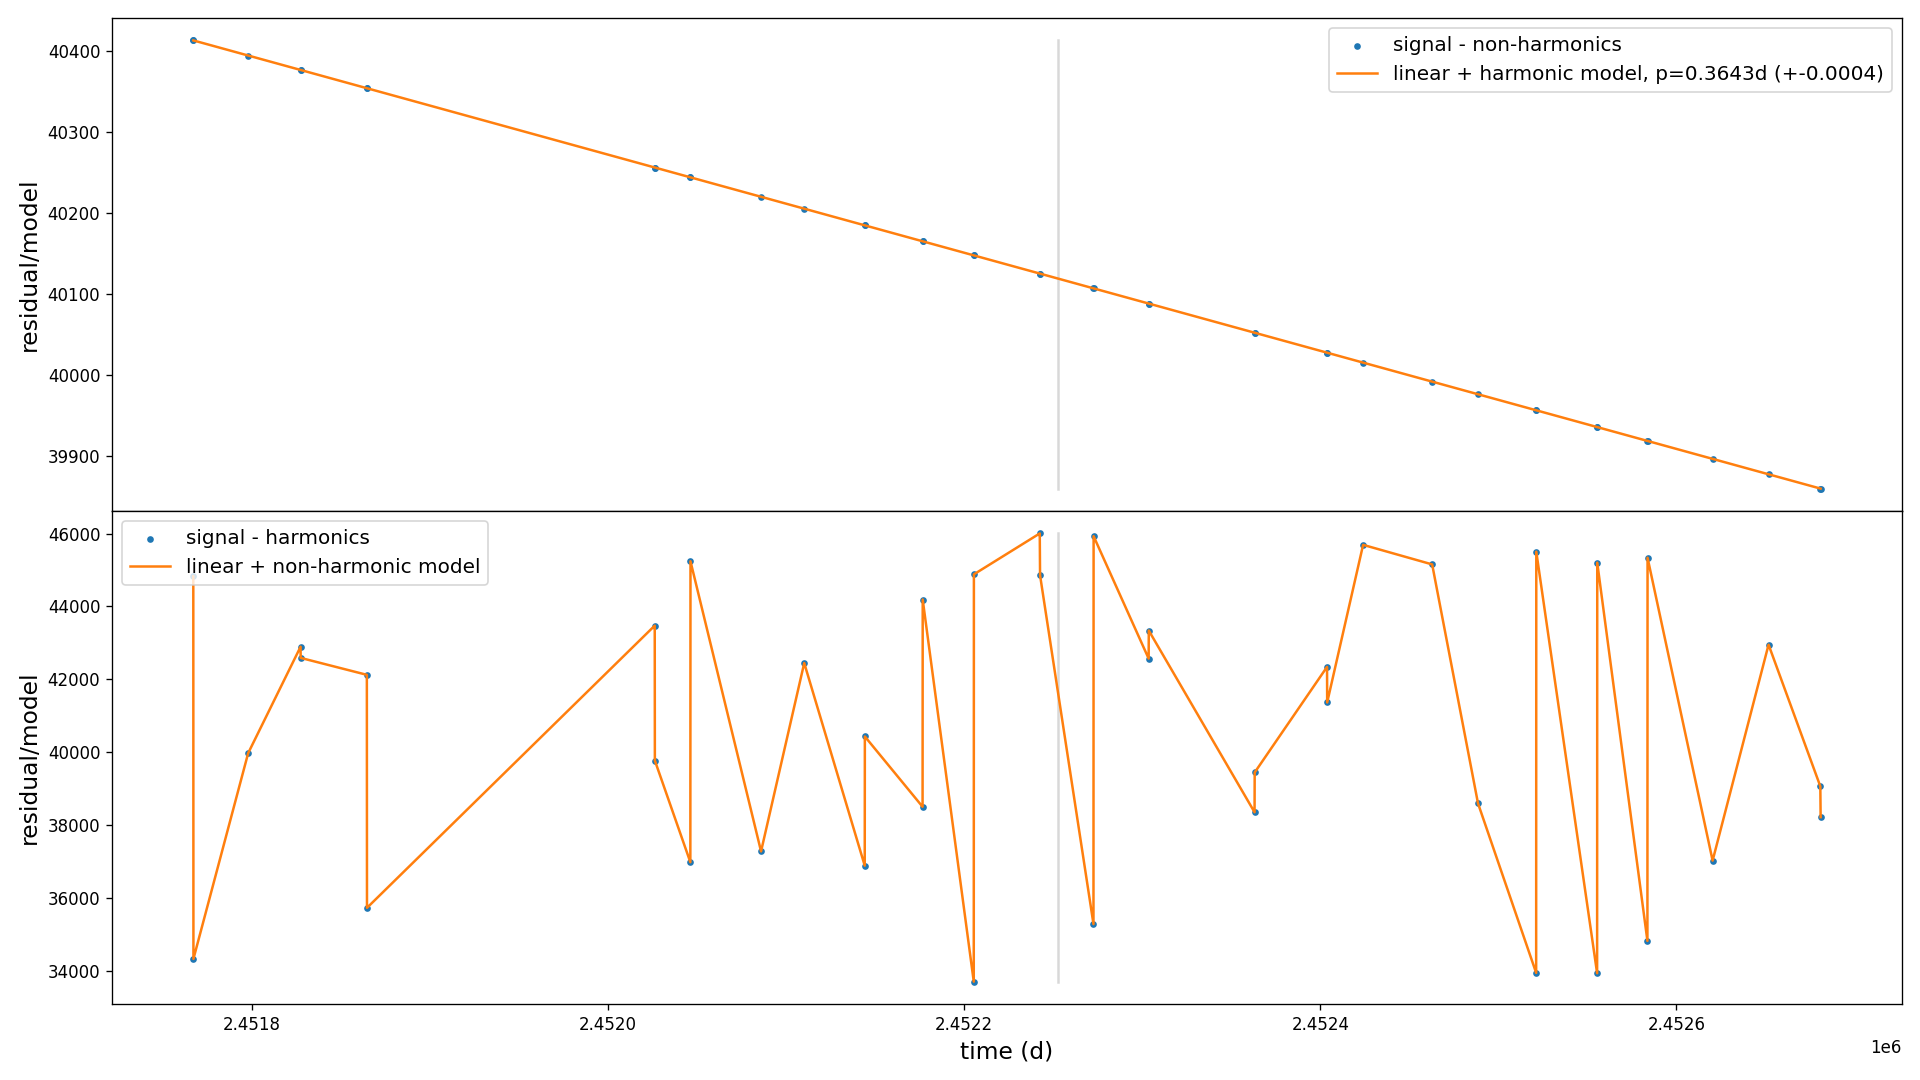 residual/model
40400
40300
40200
40100
40000
39900
signal - non-harmonics
linear + harmonic model, p=0.3643d (+-0.0004)
residual/model
46000
44000
42000
40000
38000
36000
34000
signal - harmonics
linear + non-harmonic model
2.4518 2.4520 2.4522 2.4524 2.4526
1e6
time (d)